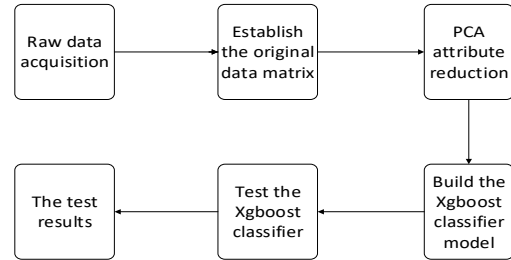 Raw data
acquisition
Establish
the original
data matrix
PCA
attribute
reduction
Build the
Xgboost
classifier
model
Test the
Xgboost
classifier
The test
results